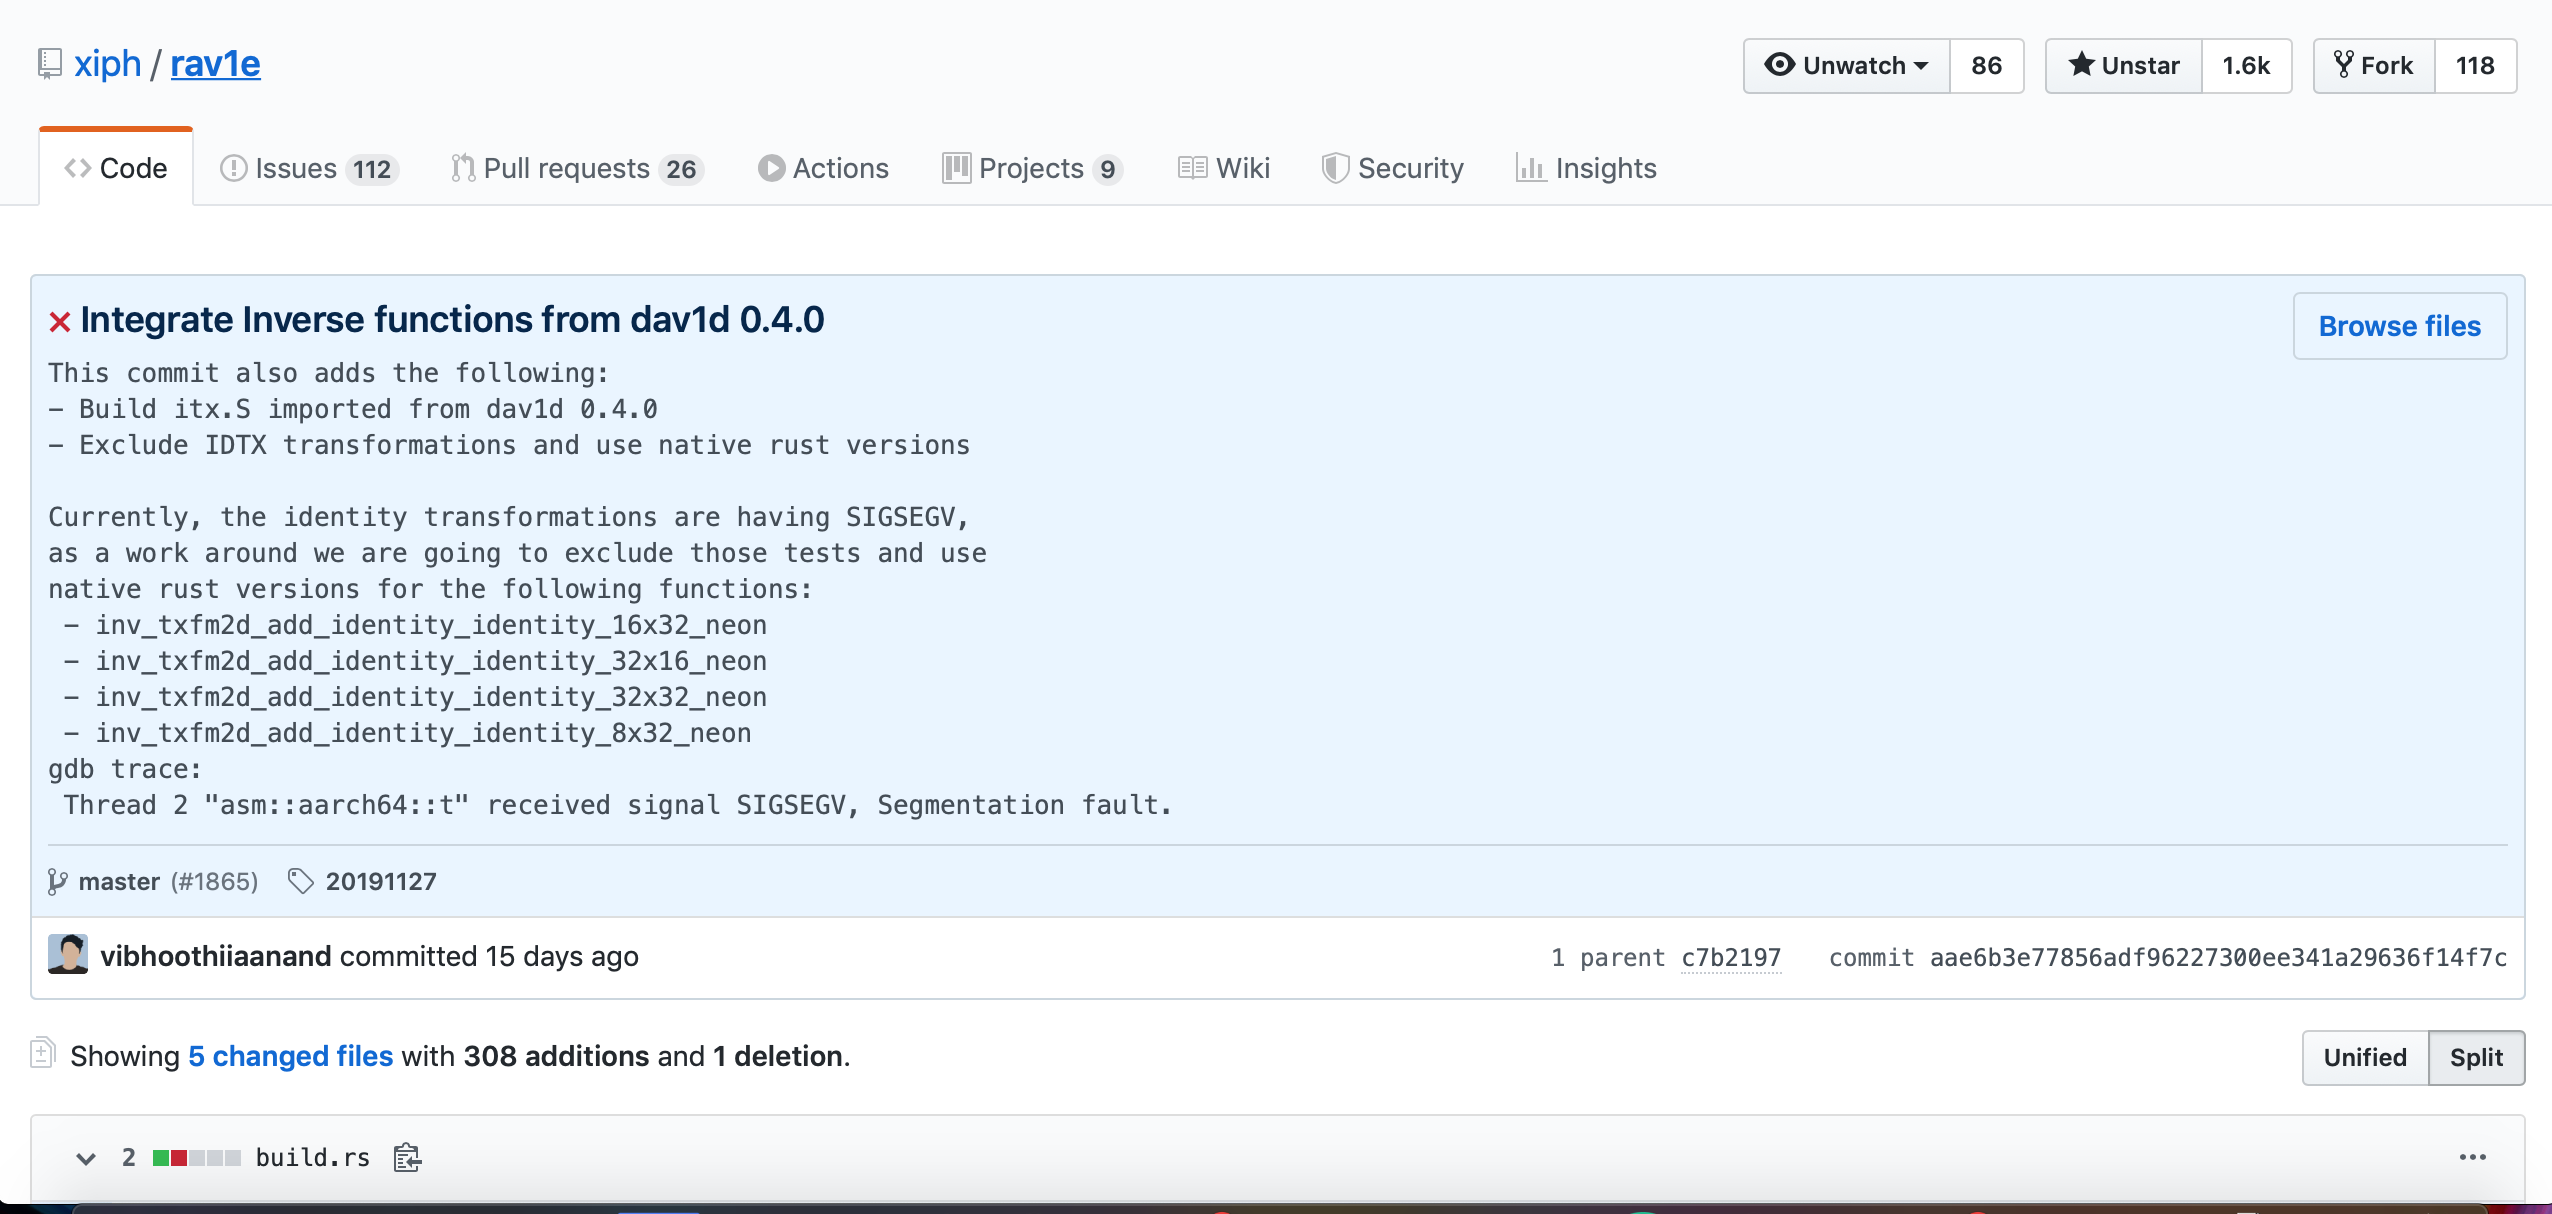 xiph / rav1e
Unwatch 86 Unstar 1.6k Fork 118
Code Issues 112 Pull requests 26 Actions Projects 9 Wiki Security Insights
Integrate Inverse functions from dav1d 0.4.0
Browse files
This commit also adds the following:
- Build itx.S imported from dav1d 0.4.0
- Exclude IDTX transformations and use native rust versions
Currently, the identity transformations are having SIGSEGV,
as a work around we are going to exclude those tests and use
native rust versions for the following functions:
- inv_txfm2d_add_identity_identity_16x32_neon
- inv_txfm2d_add_identity_identity_32x16_neon
- inv_txfm2d_add_identity_identity_32x32_neon
- inv_txfm2d_add_identity_identity_8x32_neon
gdb trace:
Thread 2 "asm::aarch64::t" received signal SIGSEGV, Segmentation fault.
master (#1865) 20191127
vibhoothiiaanand committed 15 days ago 1 parent c7b2197 commit aae6b3e77856adf96227300ee341a29636f14f7c
Showing 5 changed files with 308 additions and 1 deletion.
Unified Split
2 build.rs